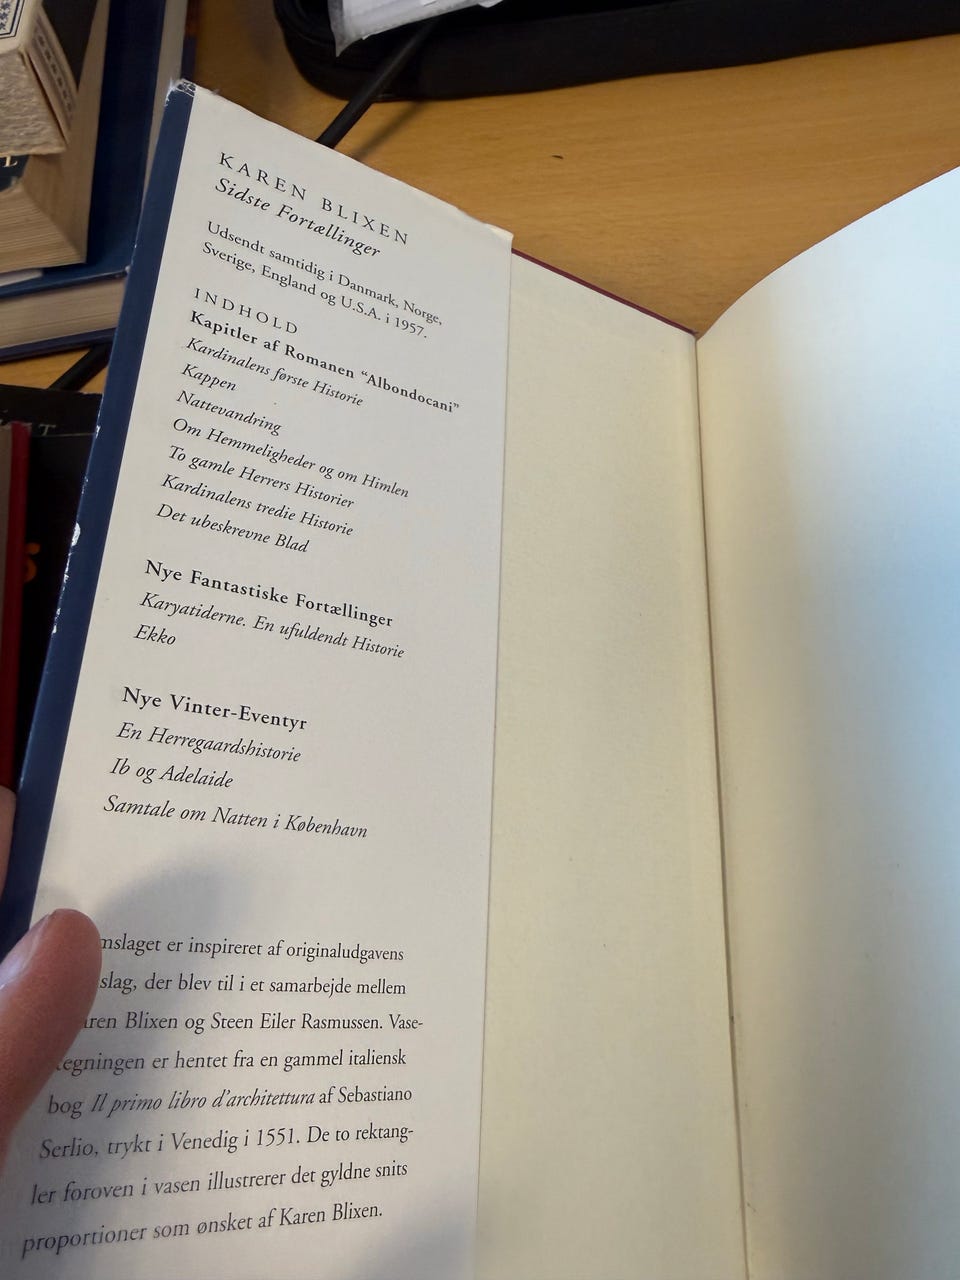 KAREN BLIXEN
Sidste Fortællinger
Udsendt samtidig i Danmark, Norge,
Sverige, England og U.S.A. i 1957.
INDHOLD
Kapitler af Romanen “Albondocani”
Kardinalens første Historie
Kappen
Nattevandring
Om Hemmeligheder og om Himlen
To gamle Herrers Historier
Kardinalens tredie Historie
Det ubeskrevne Blad
Nye Fantastiske Fortællinger
Karyatiderne. En ufuldendt Historie
Ekko
Nye Vinter-Eventyr
En Herregaardshistorie
Ib og Adelaide
Samtale om Natten i København
er inspireret af originaludgavens
der blev til i et samarbejde mellem
Blixen og Steen Eiler Rasmussen. Vase-
er hentet fra en gammel italiensk
bog Il primo libro d’architettura af Sebastiano
Serlio, trykt i Venedig i 1551. De to rektang-
ler foroven i vasen illustrerer det gyldne snits
proportioner som ønsket af Karen Blixen.